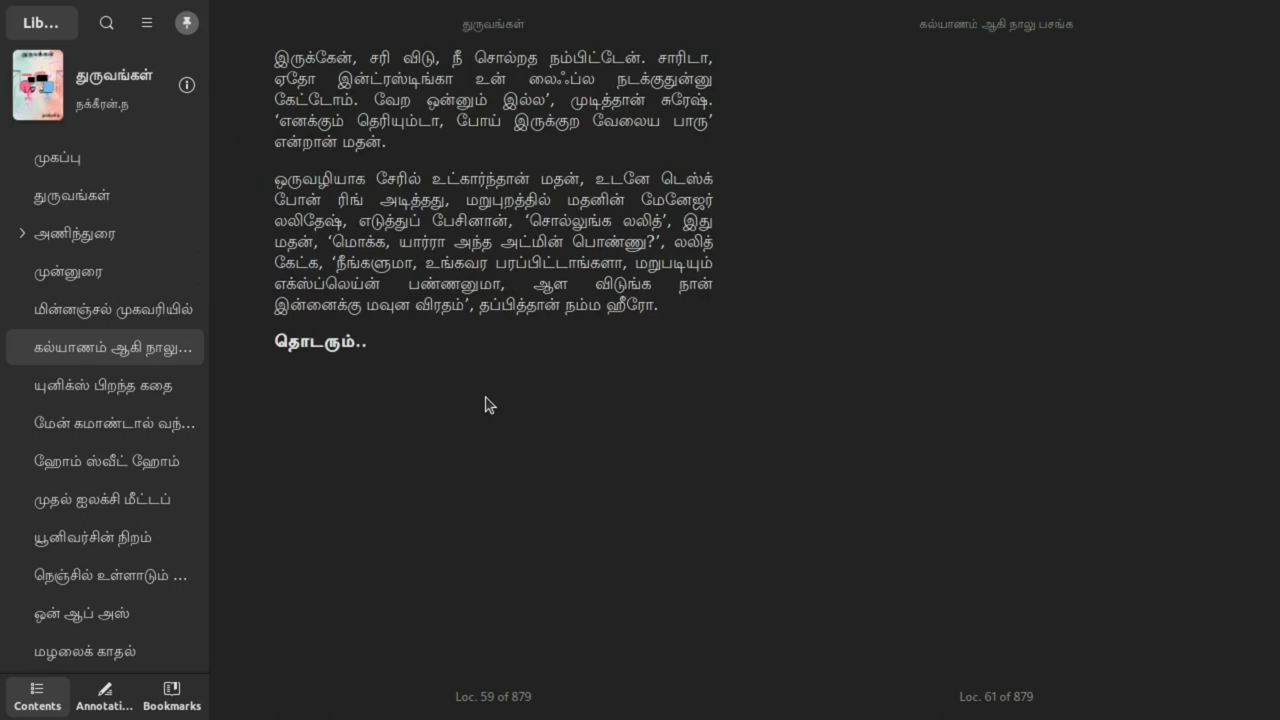 Lib...
துருவங்கள்
நக்கீரன்.ந
முகப்பு
துருவங்கள்
அணிந்துரை
முன்னுரை
மின்னஞ்சல் முகவரியில்
கல்யாணம் ஆகி நாலு...
யுனிக்ஸ் பிறந்த கதை
மேன் கமாண்டால் வந்...
ஹோம் ஸ்வீட் ஹோம்
முதல் ஐலக்சி மீட்டப்
யூனிவர்சின் நிறம்
நெஞ்சில் உள்ளாடும் ...
ஒன் ஆப் அஸ்
மழலைக் காதல்
Contents
Annotati...
Bookmarks
துருவங்கள்
இருக்கேன், சரி விடு, நீ சொல்றத நம்பிட்டேன். சாரிடா,
ஏதோ இன்ட்ரஸ்டிங்கா உன் லைஃப்ல நடக்குதுன்னு
கேட்டோம். வேற ஒன்னும் இல்ல’, முடித்தான் சுரேஷ்.
‘எனக்கும் தெரியும்டா, போய் இருக்குற வேலைய பாரு’
என்றான் மதன்.
ஒருவழியாக சேரில் உட்கார்ந்தான் மதன், உடனே டெஸ்க்
போன் ரிங் அடித்தது, மறுபுறத்தில் மதனின் மேனேஜர்
லலிதேஷ், எடுத்துப் பேசினான், ‘சொல்லுங்க லலித்’, இது
மதன், ‘மொக்க, யார்ரா அந்த அட்மின் பொண்ணு?’, லலித்
கேட்க, ‘நீங்களுமா, உங்கவர பரப்பிட்டாங்களா, மறுபடியும்
எக்ஸ்ப்லெய்ன் பண்ணனுமா, ஆள விடுங்க நான்
இன்னைக்கு மவுன விரதம்’, தப்பித்தான் நம்ம ஹீரோ.
தொடரும்..
Loc. 59 of 879
கல்யாணம் ஆகி நாலு பசங்க
Loc. 61 of 879